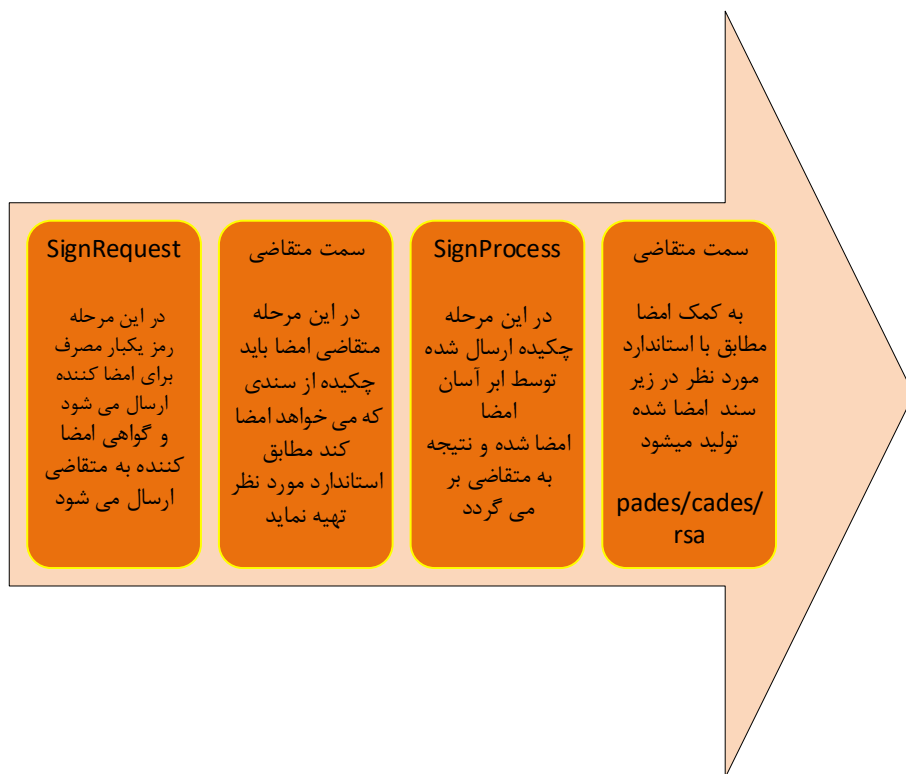 SignRequest
در این مرحله
رمز یکبار مصرف
برای امضا کننده
ارسال می شود
و گواهی امضا
کننده به متقاضی
ارسال می شود
سمت متقاضی
در این مرحله
متقاضی امضا باید
چکیده از سندی
که می خواهد امضا
کند مطابق
استاندارد مورد نظر
تهیه نماید
SignProcess
در این مرحله
چکیده ارسال شده
توسط ابر آسان
امضا
امضا شده و نتیجه
به متقاضی بر
می گردد
سمت متقاضی
به کمک امضا
مطابق با استاندارد
مورد نظر در زیر
سند امضا شده
تولید میشود
pades/cades/
rsa